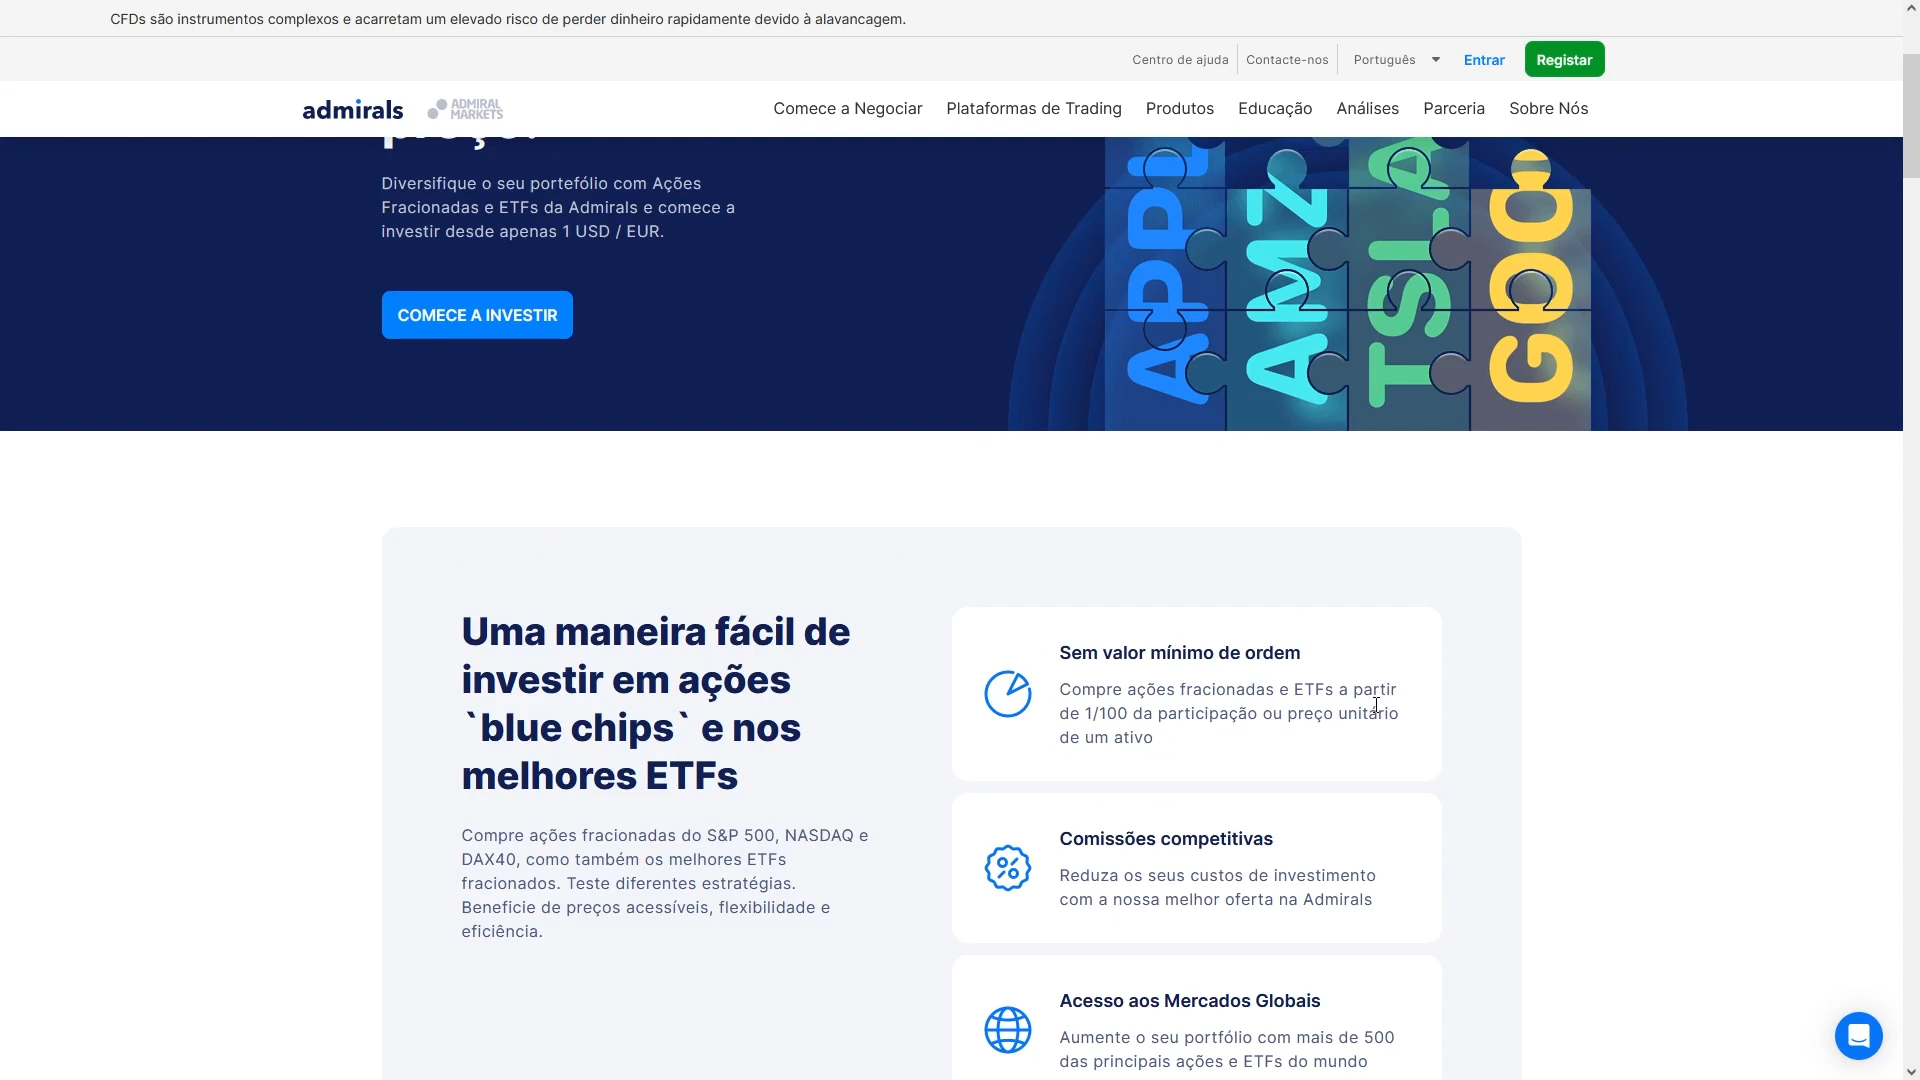 CFDs são instrumentos complexos e acarretam um elevado risco de perder dinheiro rapidamente devido à alavancagem.
Centro de ajuda
Contacte-nos
Português
Entrar
Registar
admirals
ADMIRAL
MARKETS
Comece a Negociar
Plataformas de Trading
Produtos
Educação
Análises
Parceria
Sobre Nós
Diversifique o seu portefólio com Ações
Fracionadas e ETFs da Admirals e comece a
investir desde apenas 1 USD / EUR.
COMECE A INVESTIR
APPL
AMZ
TSLA
GOO
Uma maneira fácil de
investir em ações
`blue chips` e nos
melhores ETFs
Compre ações fracionadas do S&P 500, NASDAQ e
DAX40, como também os melhores ETFs
fracionados. Teste diferentes estratégias.
Beneficie de preços acessíveis, flexibilidade e
eficiência.
Sem valor mínimo de ordem
Compre ações fracionadas e ETFs a partir
de 1/100 da participação ou preço unitário
de um ativo
Comissões competitivas
Reduza os seus custos de investimento
com a nossa melhor oferta na Admirals
Acesso aos Mercados Globais
Aumente o seu portfólio com mais de 500
das principais ações e ETFs do mundo